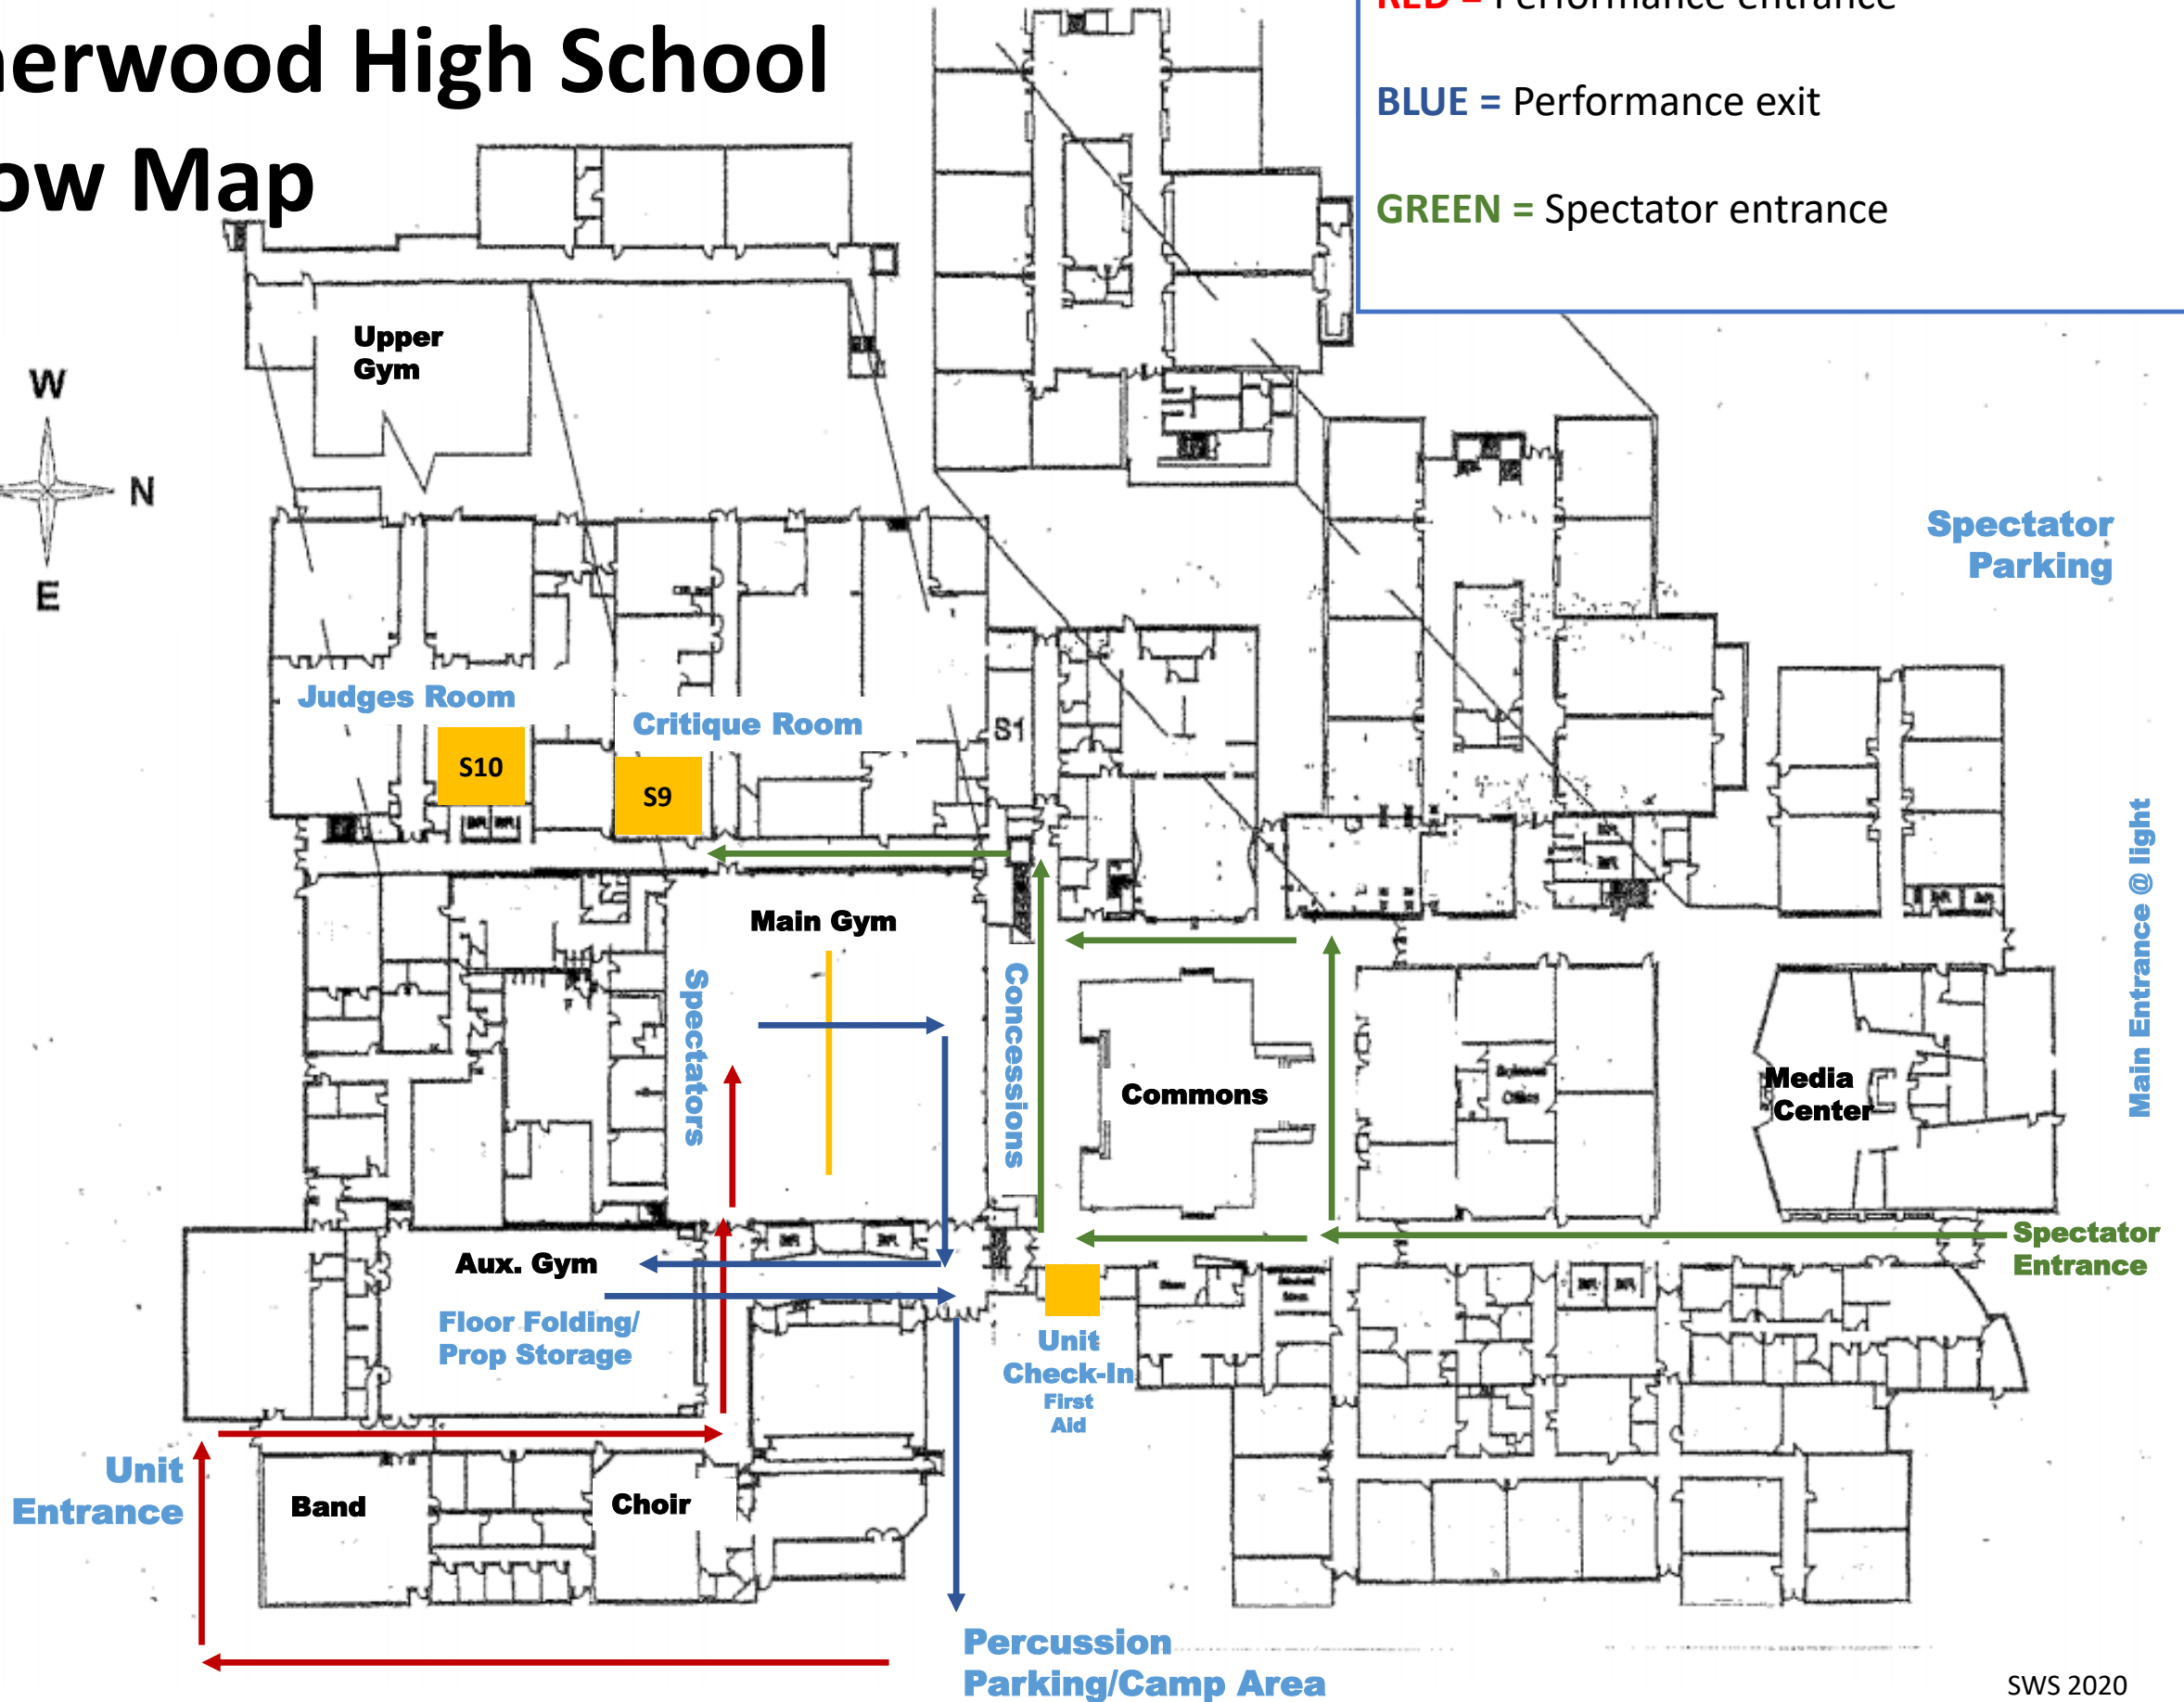 herwood High School
ow Map
RED = Performance entrance
BLUE = Performance exit
GREEN = Spectator entrance
Upper
Gym
W
N
E
Spectator
Parking
Judges Room
Critique Room
S1
S10
S9
Main Entrance @ light
Main Gym
Spectators
Concessions
Commons
Media
Center
Spectator
Entrance
Aux. Gym
Floor Folding/
Prop Storage
Unit
Check-In
First
Aid
Unit
Entrance
Band
Choir
Percussion
Parking/Camp Area
SWS 2020